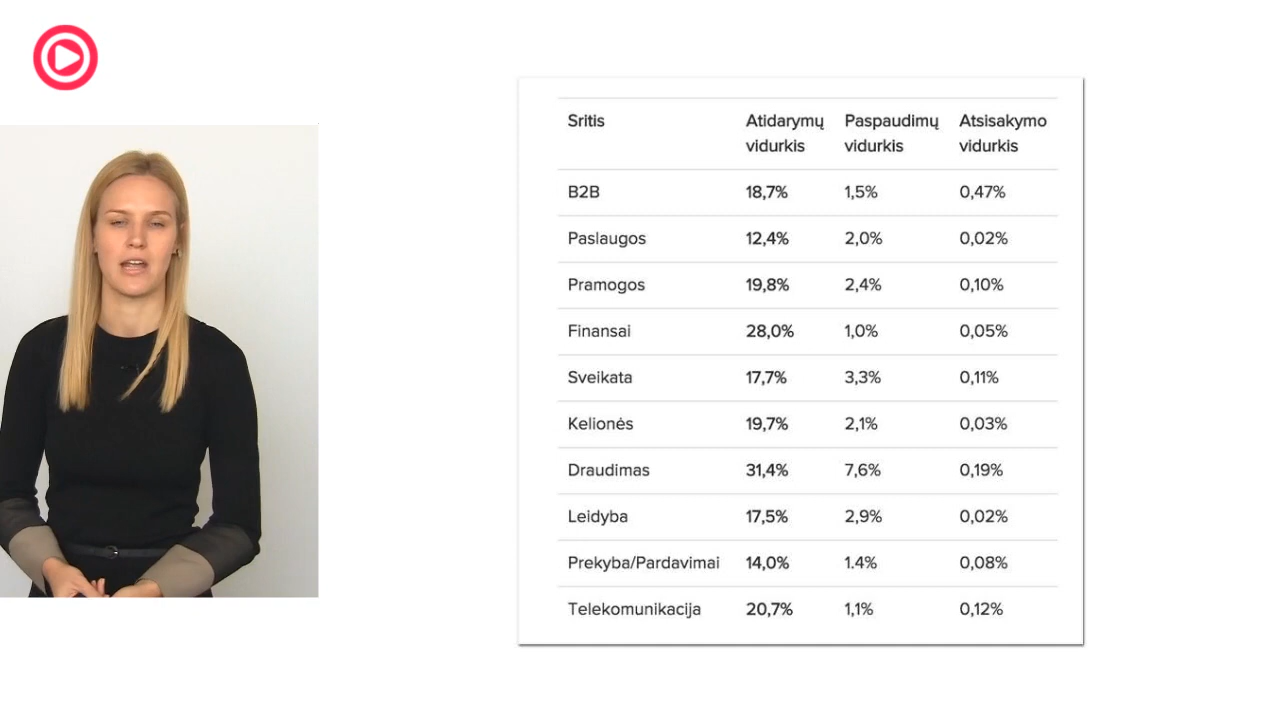 Sritis Atidarymų vidurkis Paspaudimų vidurkis Atsisakymo vidurkis
B2B 18,7% 1,5% 0,47%
Paslaugos 12,4% 2,0% 0,02%
Pramogos 19,8% 2,4% 0,10%
Finansai 28,0% 1,0% 0,05%
Sveikata 17,7% 3,3% 0,11%
Kelionės 19,7% 2,1% 0,03%
Draudimas 31,4% 7,6% 0,19%
Leidyba 17,5% 2,9% 0,02%
Prekyba/Pardavimai 14,0% 1.4% 0,08%
Telekomunikacija 20,7% 1,1% 0,12%